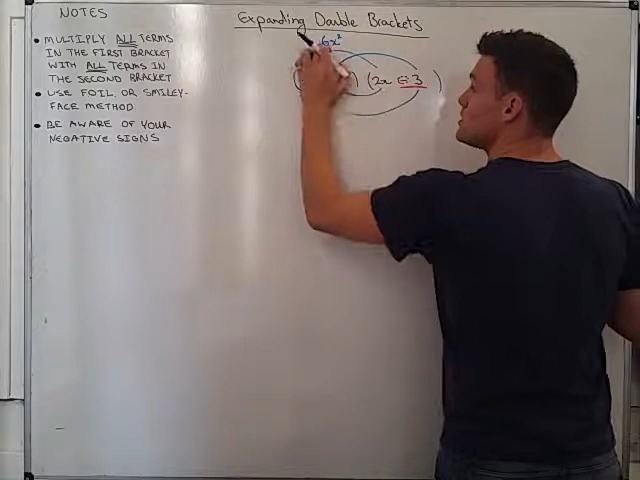 NOTES
Expanding Double Brackets
• MULTIPLY ALL TERMS
IN THE FIRST BRACKET
WITH ALL TERMS IN
THE SECOND BRACKET
• USE FOIL OR SMILEY-
FACE METHOD
• BE AWARE OF YOUR
NEGATIVE SIGNS
6x²
( ) (2x - 3 )